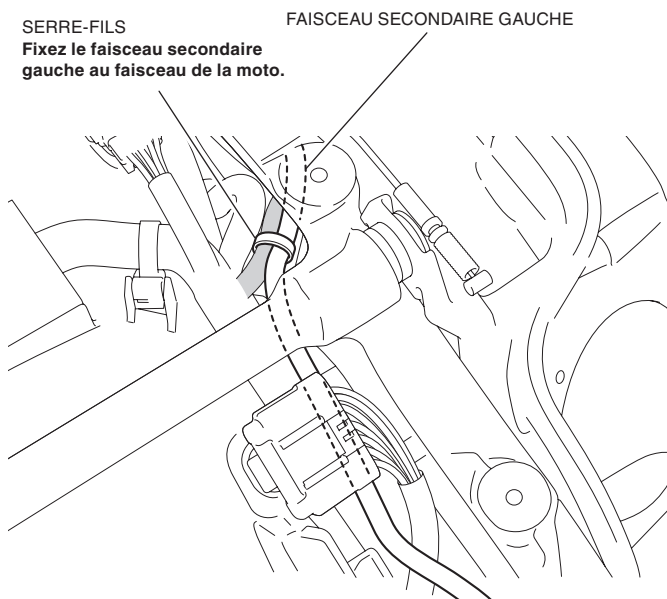 SERRE-FILS
Fixez le faisceau secondaire
gauche au faisceau de la moto.
FAISCEAU SECONDAIRE GAUCHE